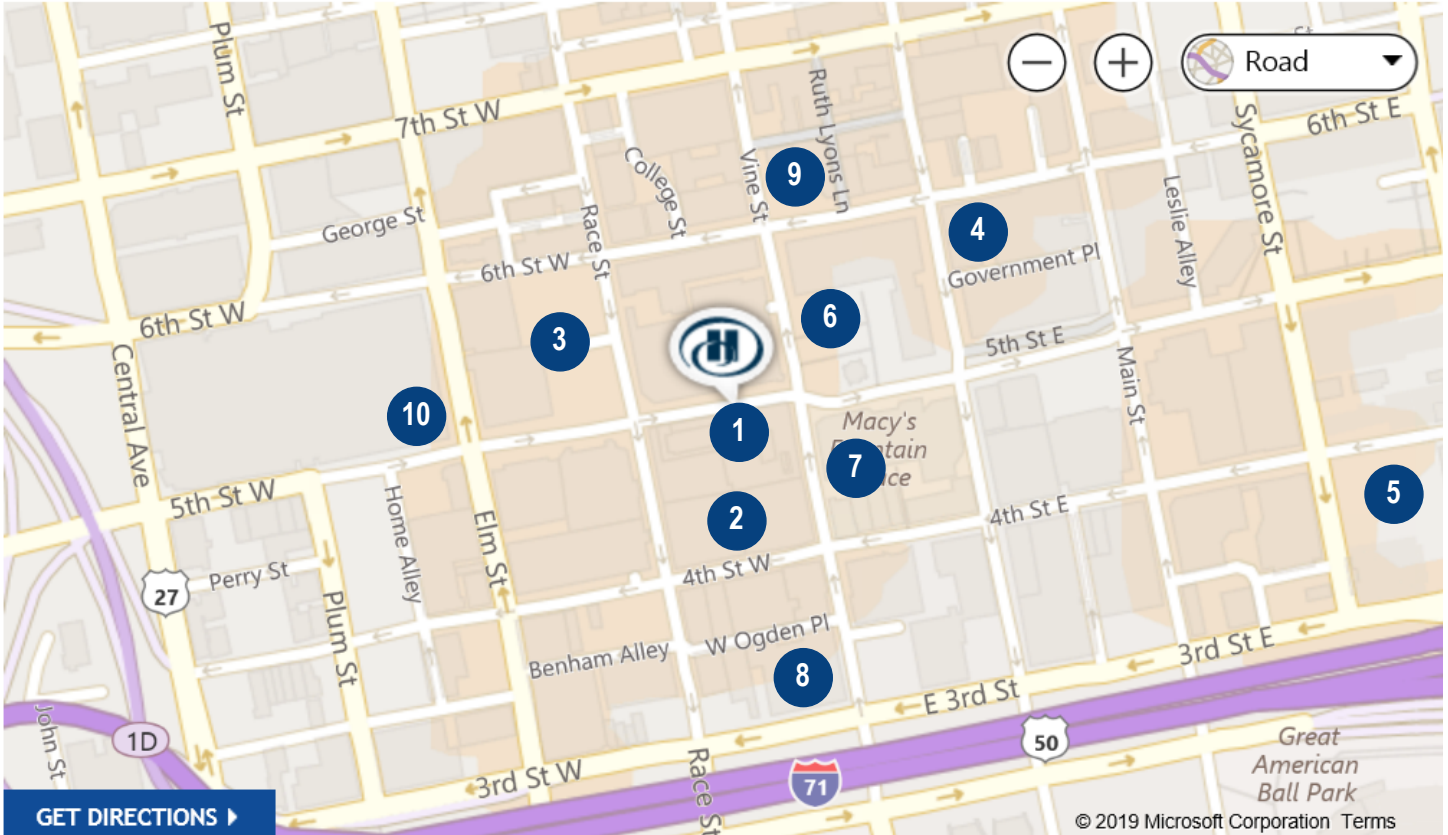 Plum St
7th St W
Ruth Lyons Ln
Road
Sycamore St
6th St E
St
College St
Vine St
9
Leslie Alley
George St
Race St
4
Government Pl
6th St W
6th St W
3
H
6
5th St E
Central Ave
Main St
10
1
Macy's
7
5th St W
Home Alley
Elm St
2
4th St E
5
4th St W
Perry St
27
Plum St
Benham Alley
W Ogden Pl
8
3rd St E
E 3rd St
John St
1D
50
Great
American
Ball Park
3rd St W
Race St
71
GET DIRECTIONS
© 2019 Microsoft Corporation Terms